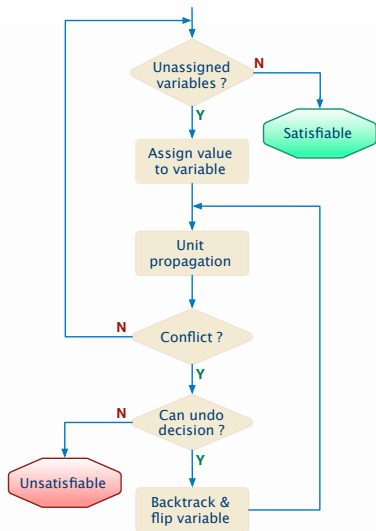 Unassigned
variables ?
N
Y
Satisfiable
Assign value
to variable
Unit
propagation
N
Conflict ?
Y
N
Can undo
decision ?
Unsatisfiable
Y
Backtrack &
flip variable